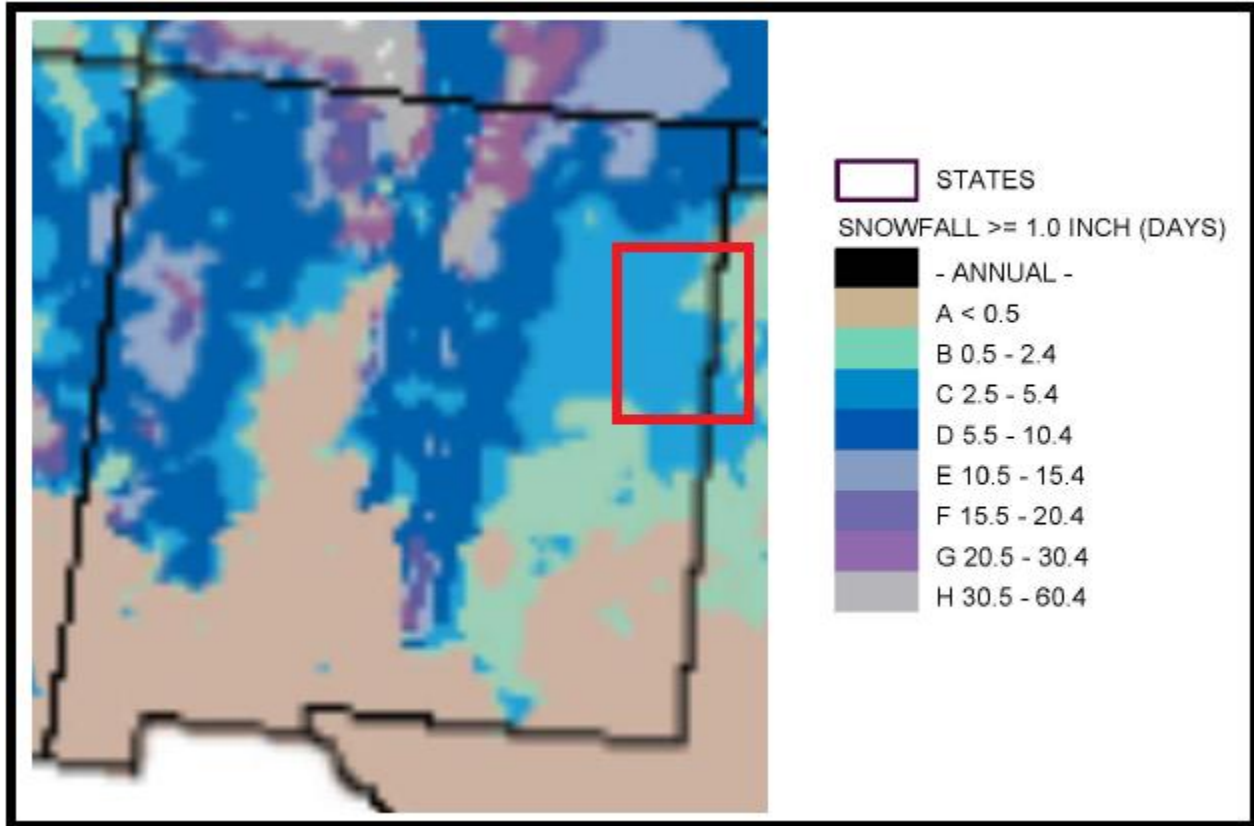 STATES
SNOWFALL >= 1.0 INCH (DAYS)
- ANNUAL -
A < 0.5
B 0.5 - 2.4
C 2.5 - 5.4
D 5.5 - 10.4
E 10.5 - 15.4
F 15.5 - 20.4
G 20.5 - 30.4
H 30.5 - 60.4